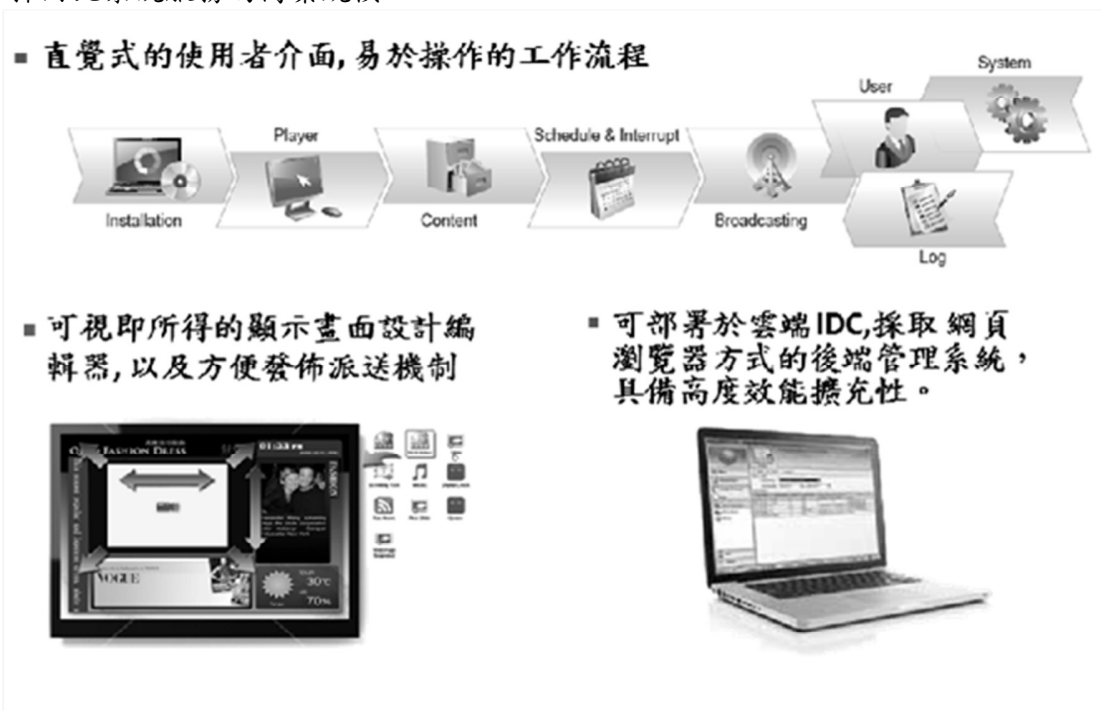 直覺式的使用者介面,易於操作的工作流程
System
User
Player
Schedule & Interrupt
Installation
Content
Broadcasting
Log
可視即所得的顯示畫面設計編
輯器,以及方便發佈派送機制
可部署於雲端IDC,採取 網頁
瀏覽器方式的後端管理系統,
具備高度效能擴充性。
FASHION DRESS
VOGUE
30°C
70%